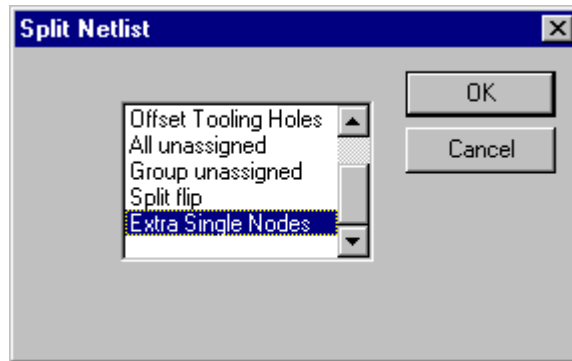 Split Netlist
Offset Tooling Holes
All unassigned
Group unassigned
Split flip
Extra Single Nodes
OK
Cancel